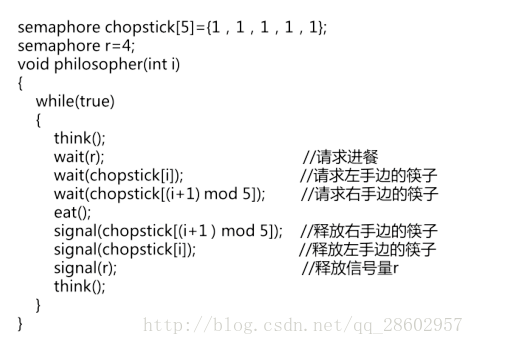 semaphore chopstick[5]={1 , 1 , 1 , 1 , 1};
semaphore r=4;
void philosopher(int i)
{
while(true)
{
think();
wait(r); //请求进餐
wait(chopstick[i]); //请求左手边的筷子
wait(chopstick[(i+1) mod 5]); //请求右手边的筷子
eat();
signal(chopstick[(i+1 ) mod 5]); //释放右手边的筷子
signal(chopstick[i]); //释放左手边的筷子
signal(r); //释放信号量r
think();
}
}
http://blog.csdn.net/qq_28602957